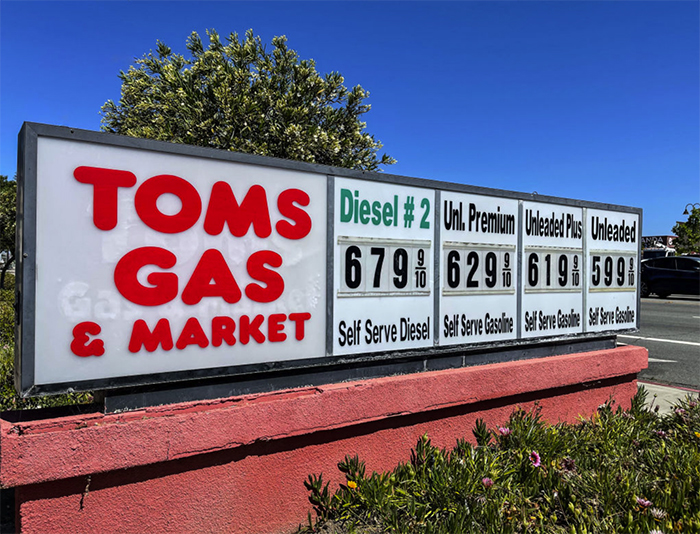 TOMS
GAS
& MARKET
Diesel # 2
679 9/10
Self Serve Diesel
Unl. Premium
629 9/10
Self Serve Gasoline
Unleaded Plus
619 9/10
Self Serve Gasoline
Unleaded
599 9/10
Self Serve Gasoline